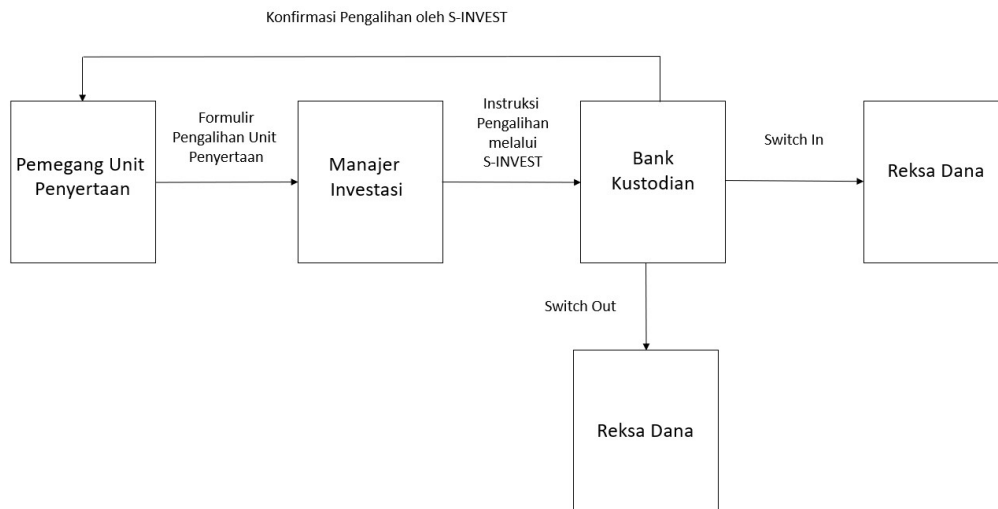 Konfirmasi Pengalihan oleh S-INVEST
Formulir
Pengalihan Unit
Penyertaan
Instruksi
Pengalihan
melalui
S-INVEST
Switch In
Pemegang Unit
Penyertaan
Manajer
Investasi
Bank
Kustodian
Reksa Dana
Switch Out
Reksa Dana